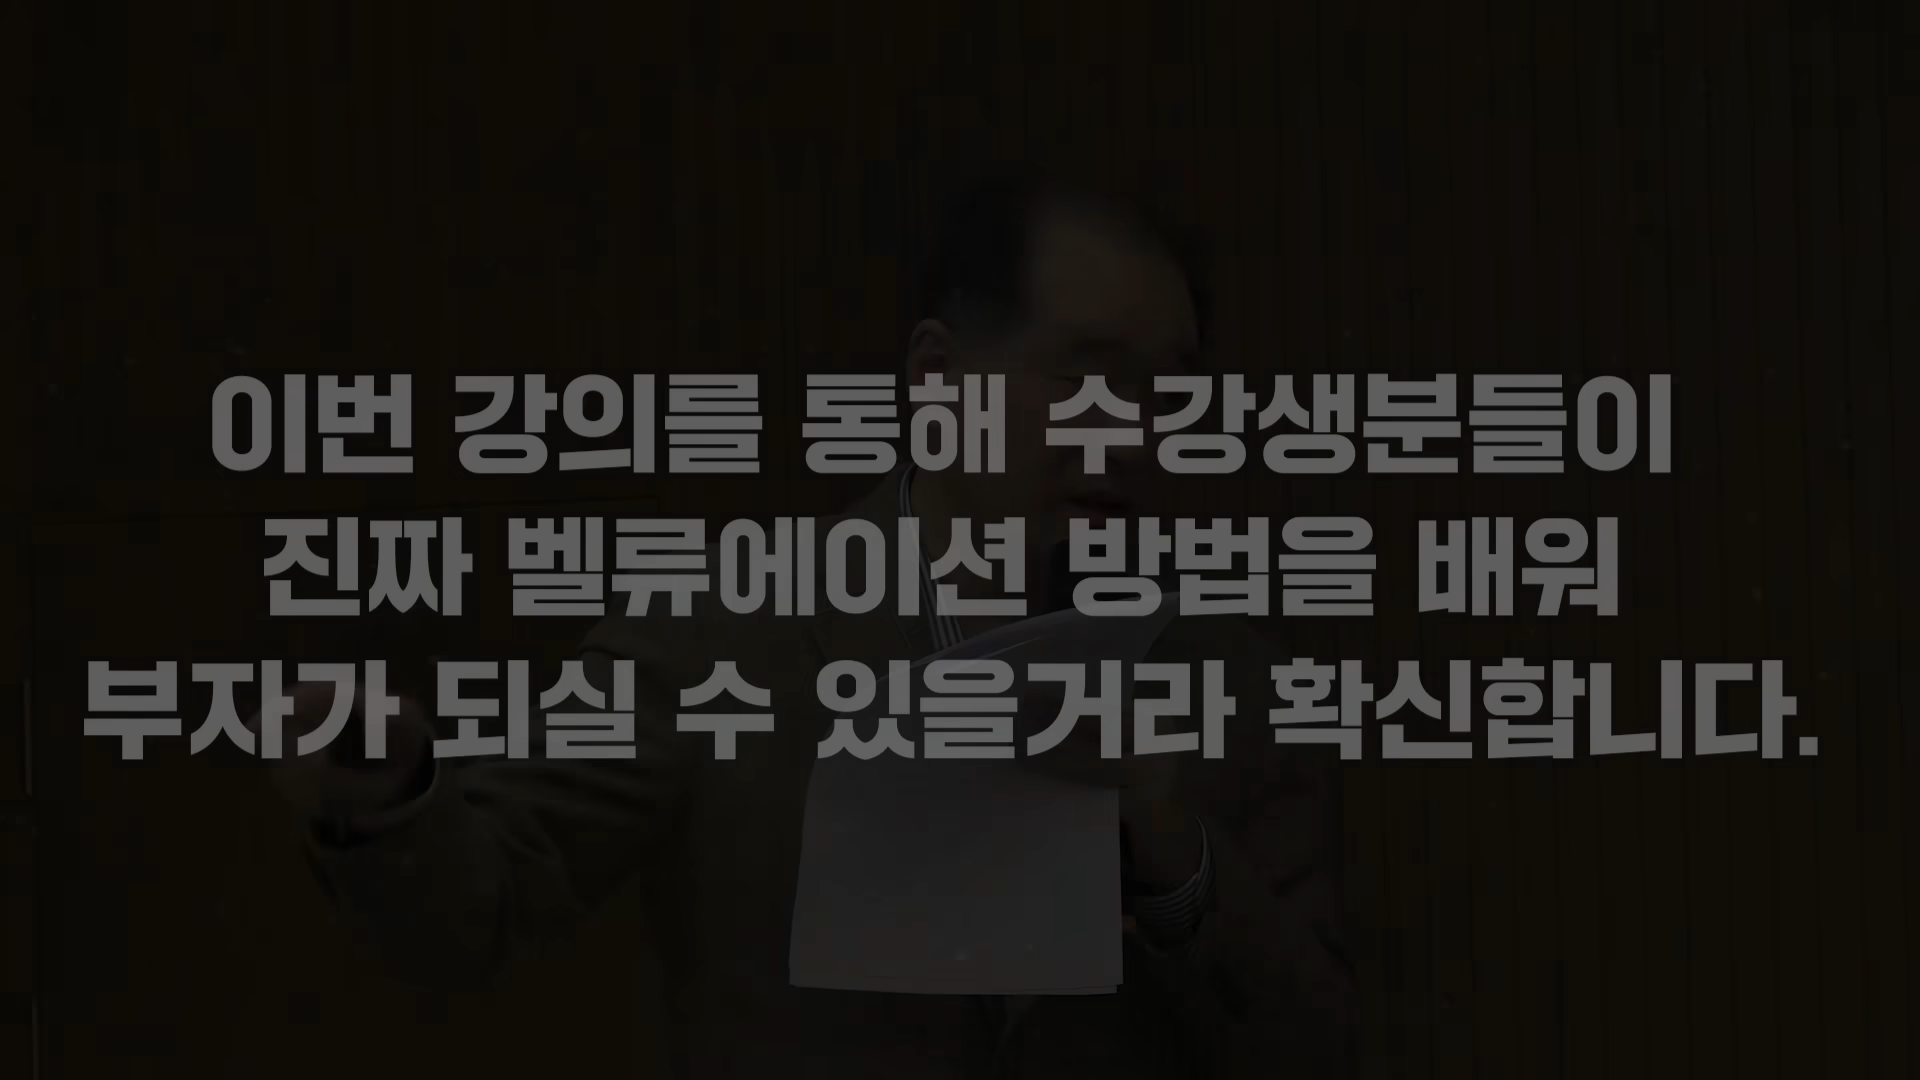 이번 강의를 통해 수강생분들이
진짜 벨류에이션 방법을 배워
부자가 되실 수 있을거라 확신합니다.